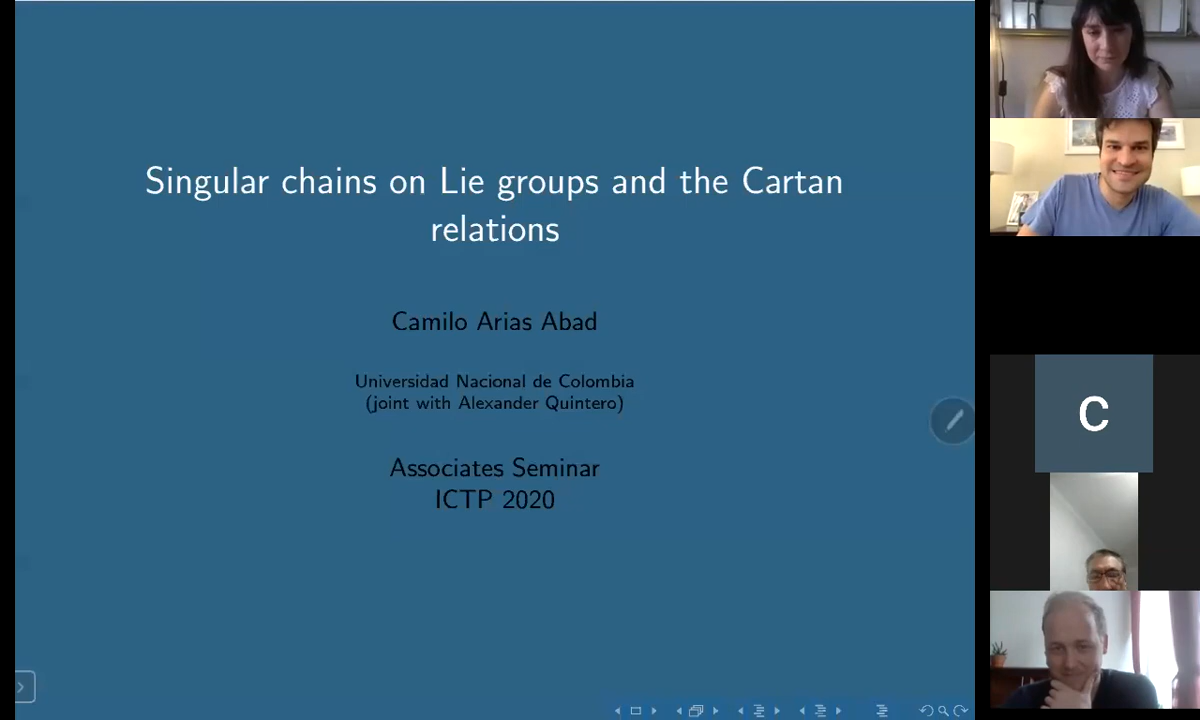 Singular chains on Lie groups and the Cartan
relations
Camilo Arias Abad
Universidad Nacional de Colombia
(joint with Alexander Quintero)
Associates Seminar
ICTP 2020
C